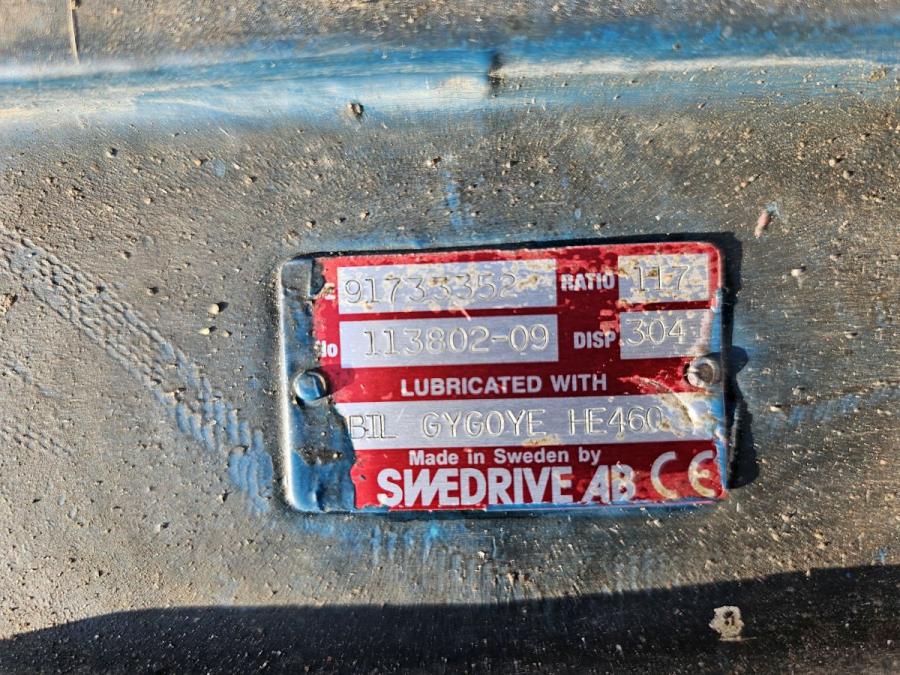 91733352 RATIO 117
No 113802-09 DISP 304
LUBRICATED WITH
BIL GYGOYE HE460
Made in Sweden by
SWEDRIVE AB CE